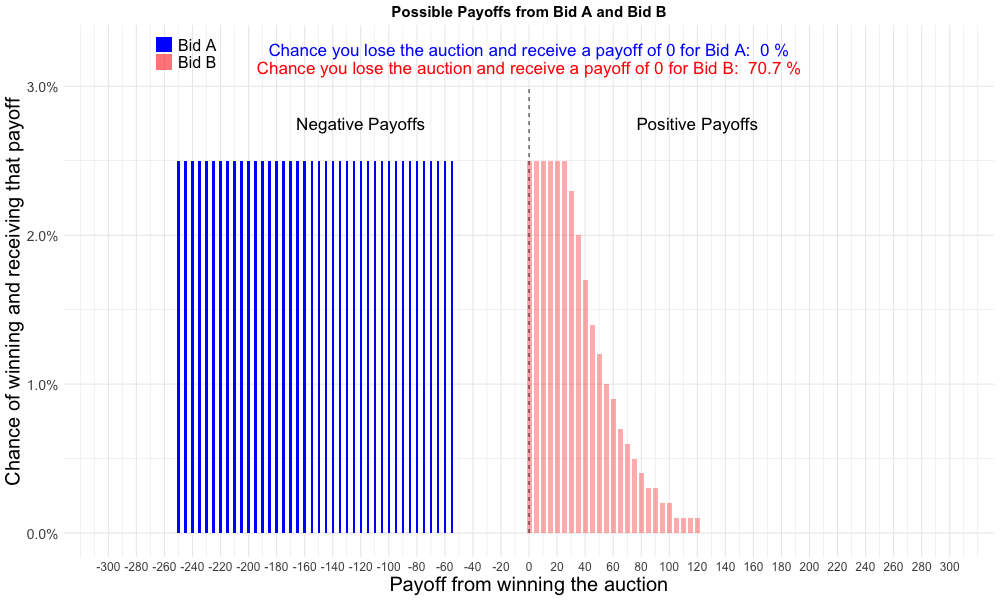 Possible Payoffs from Bid A and Bid B
Bid A
Bid B
Chance you lose the auction and receive a payoff of 0 for Bid A:  0 %
Chance you lose the auction and receive a payoff of 0 for Bid B:  70.7 %
Negative Payoffs
Positive Payoffs
Chance of winning and receiving that payoff
3.0%
2.0%
1.0%
0.0%
-300 -280 -260 -240 -220 -200 -180 -160 -140 -120 -100 -80 -60 -40 -20 0 20 40 60 80 100 120 140 160 180 200 220 240 260 280 300
Payoff from winning the auction